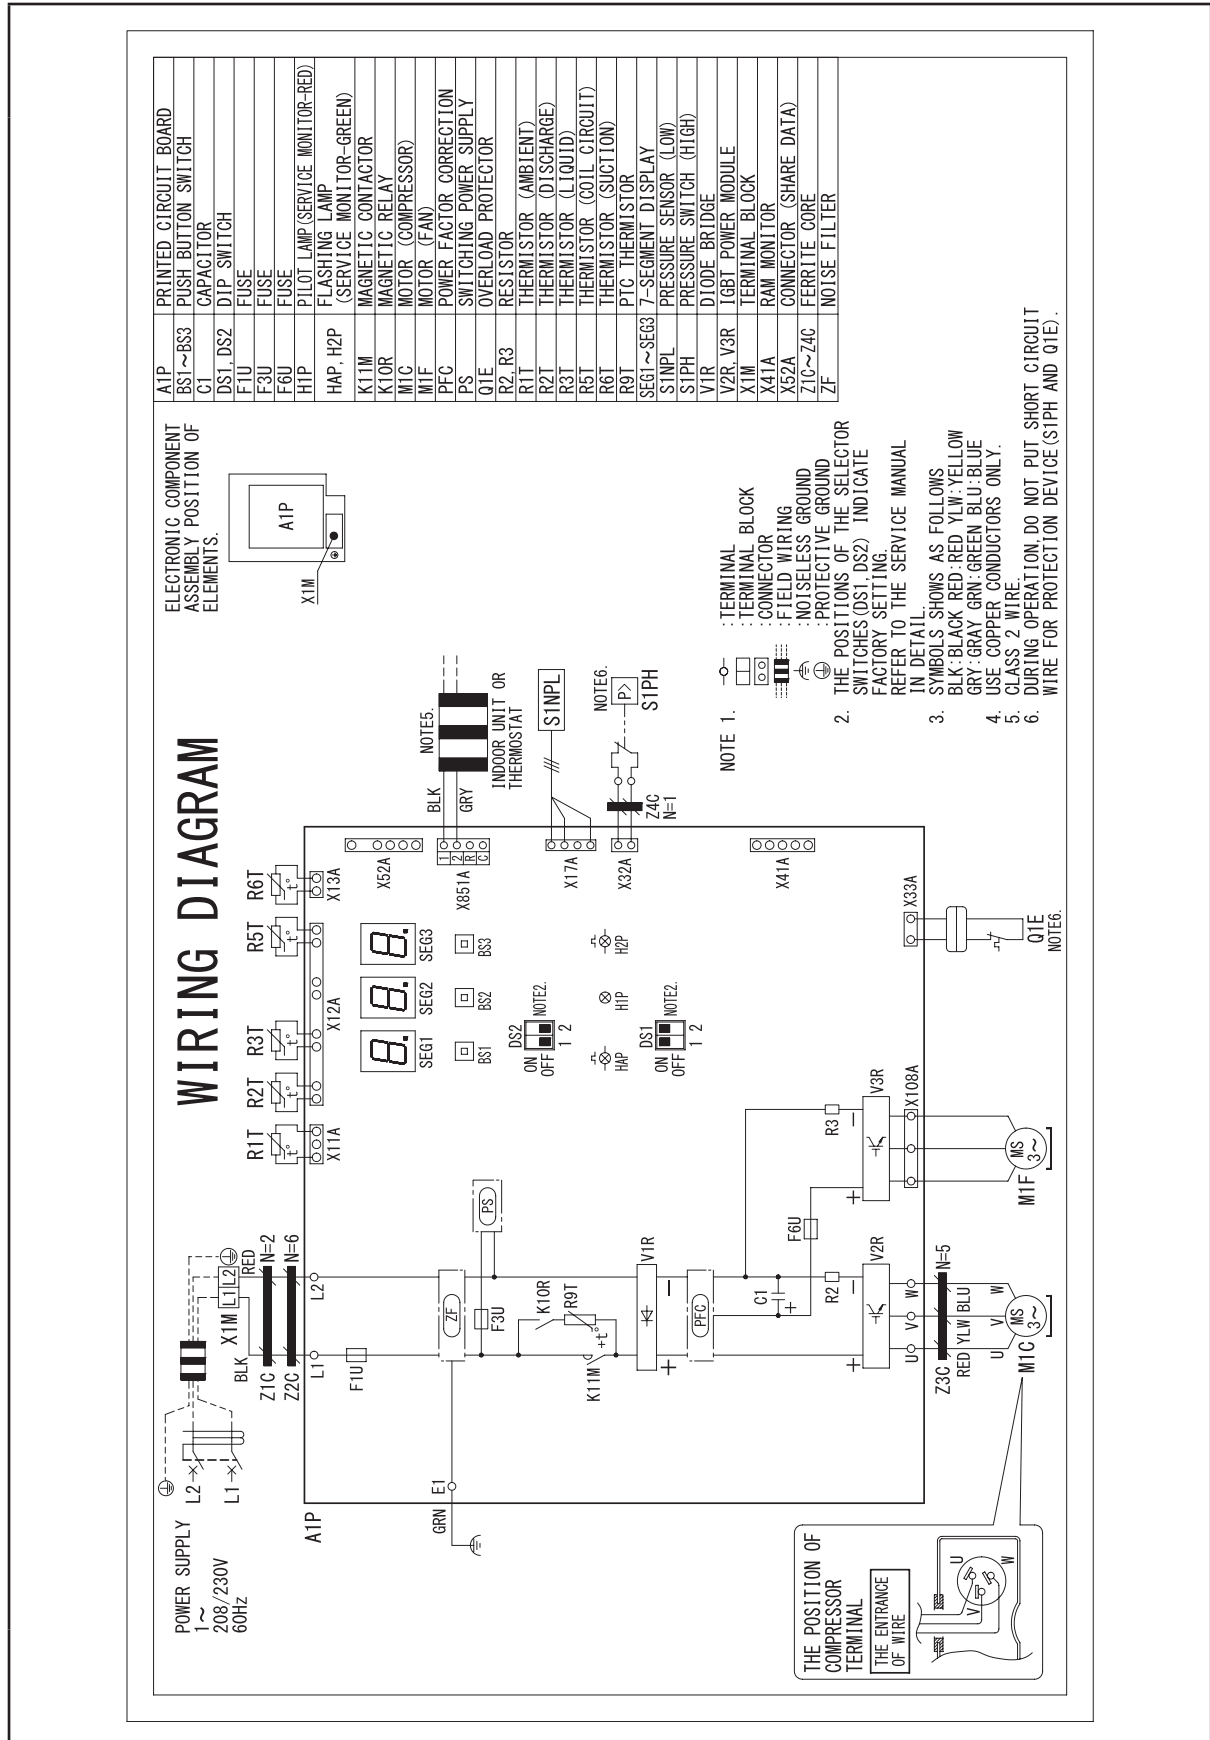 WIRING DIAGRAM
POWER SUPPLY
1~
208/230V
60Hz
L2
L1
X1M
L1
L2
BLK
RED
Z1C
N=2
Z2C
N=6
L1
L2
A1P
GRN
E1
F1U
ZF
F3U
PS
K10R
R9T
+t°
K11M
V1R
+
−
PFC
C1
+
F6U
R2
R3
+
−
V2R
+
−
V3R
X108A
U
V
W
Z3C
N=5
RED
YLW
BLU
U
V
W
MS
3~
M1C
MS
3~
M1F
R1T
t°
X11A
R2T
t°
R3T
t°
X12A
R5T
t°
R6T
t°
X13A
SEG1
SEG2
SEG3
BS1
BS2
BS3
DS2
ON
OFF
1 2
NOTE2.
HAP
H1P
H2P
DS1
ON
OFF
1 2
NOTE2.
X52A
X851A
1
2
R
C
BLK
GRY
NOTE5.
INDOOR UNIT OR
THERMOSTAT
X17A
S1NPL
X32A
Z4C
N=1
NOTE6.
P>
S1PH
X41A
X33A
Q1E
NOTE6.
THE POSITION OF
COMPRESSOR
TERMINAL
THE ENTRANCE
OF WIRE
U
V
W
ELECTRONIC COMPONENT
ASSEMBLY POSITION OF
ELEMENTS.
A1P
X1M
NOTE 1.
:TERMINAL
:TERMINAL BLOCK
:CONNECTOR
:FIELD WIRING
:NOISELESS GROUND
:PROTECTIVE GROUND
2. THE POSITIONS OF THE SELECTOR
SWITCHES(DS1,DS2) INDICATE
FACTORY SETTING.
REFER TO THE SERVICE MANUAL
IN DETAIL.
3. SYMBOLS SHOWS AS FOLLOWS
BLK:BLACK RED:RED YLW:YELLOW
GRY:GRAY GRN:GREEN BLU:BLUE
4. USE COPPER CONDUCTORS ONLY.
5. CLASS 2 WIRE.
6. DURING OPERATION,DO NOT PUT SHORT CIRCUIT
WIRE FOR PROTECTION DEVICE(S1PH AND Q1E).
A1P PRINTED CIRCUIT BOARD
BS1~BS3 PUSH BUTTON SWITCH
C1 CAPACITOR
DS1,DS2 DIP SWITCH
F1U FUSE
F3U FUSE
F6U FUSE
H1P PILOT LAMP(SERVICE MONITOR-RED)
HAP,H2P FLASHING LAMP
(SERVICE MONITOR-GREEN)
K11M MAGNETIC CONTACTOR
K10R MAGNETIC RELAY
M1C MOTOR (COMPRESSOR)
M1F MOTOR (FAN)
PFC POWER FACTOR CORRECTION
PS SWITCHING POWER SUPPLY
Q1E OVERLOAD PROTECTOR
R2,R3 RESISTOR
R1T THERMISTOR (AMBIENT)
R2T THERMISTOR (DISCHARGE)
R3T THERMISTOR (LIQUID)
R5T THERMISTOR (COIL CIRCUIT)
R6T THERMISTOR (SUCTION)
R9T PTC THERMISTOR
SEG1~SEG3 7-SEGMENT DISPLAY
S1NPL PRESSURE SENSOR (LOW)
S1PH PRESSURE SWITCH (HIGH)
V1R DIODE BRIDGE
V2R,V3R IGBT POWER MODULE
X1M TERMINAL BLOCK
X41A RAM MONITOR
X52A CONNECTOR (SHARE DATA)
Z1C~Z4C FERRITE CORE
ZF NOISE FILTER